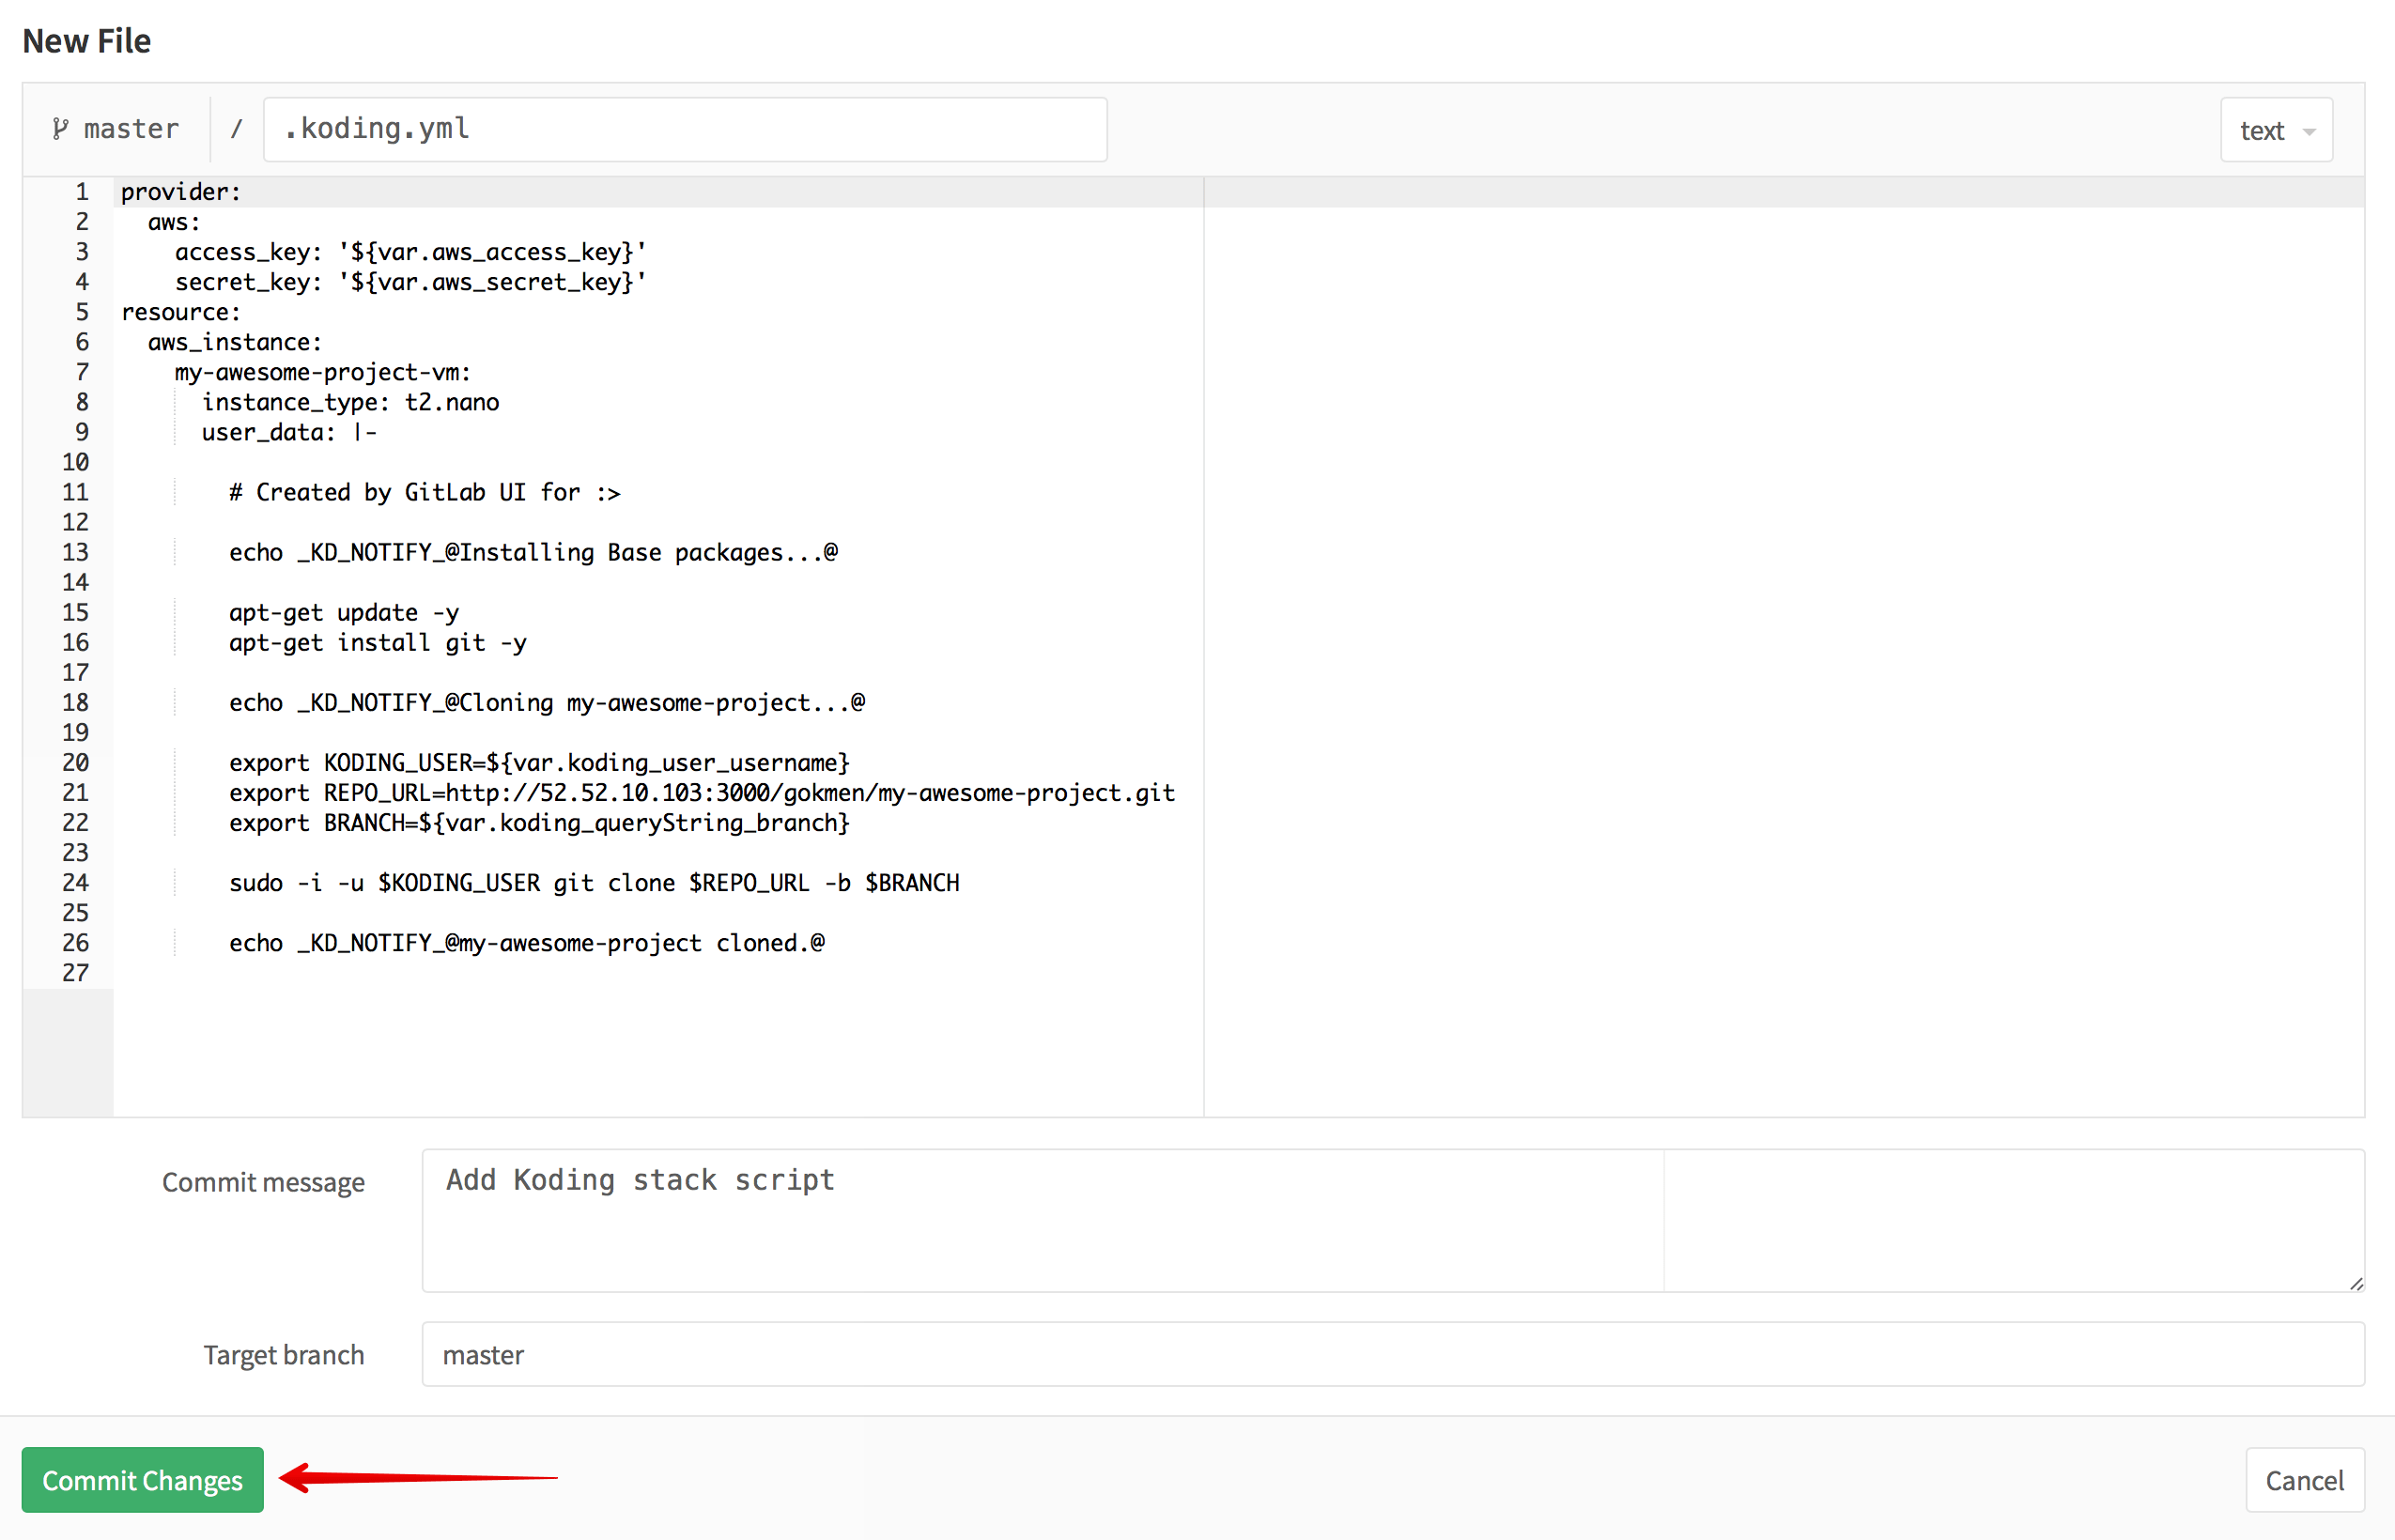 New File
master / .koding.yml text
1 provider:
2   aws:
3     access_key: '${var.aws_access_key}'
4     secret_key: '${var.aws_secret_key}'
5 resource:
6   aws_instance:
7     my-awesome-project-vm:
8       instance_type: t2.nano
9       user_data: |-
10
11         # Created by GitLab UI for :>
12
13         echo _KD_NOTIFY_@Installing Base packages...@
14
15         apt-get update -y
16         apt-get install git -y
17
18         echo _KD_NOTIFY_@Cloning my-awesome-project...@
19
20         export KODING_USER=${var.koding_user_username}
21         export REPO_URL=http://52.52.10.103:3000/gokmen/my-awesome-project.git
22         export BRANCH=${var.koding_queryString_branch}
23
24         sudo -i -u $KODING_USER git clone $REPO_URL -b $BRANCH
25
26         echo _KD_NOTIFY_@my-awesome-project cloned.@
27
Commit message Add Koding stack script
Target branch master
Commit Changes Cancel